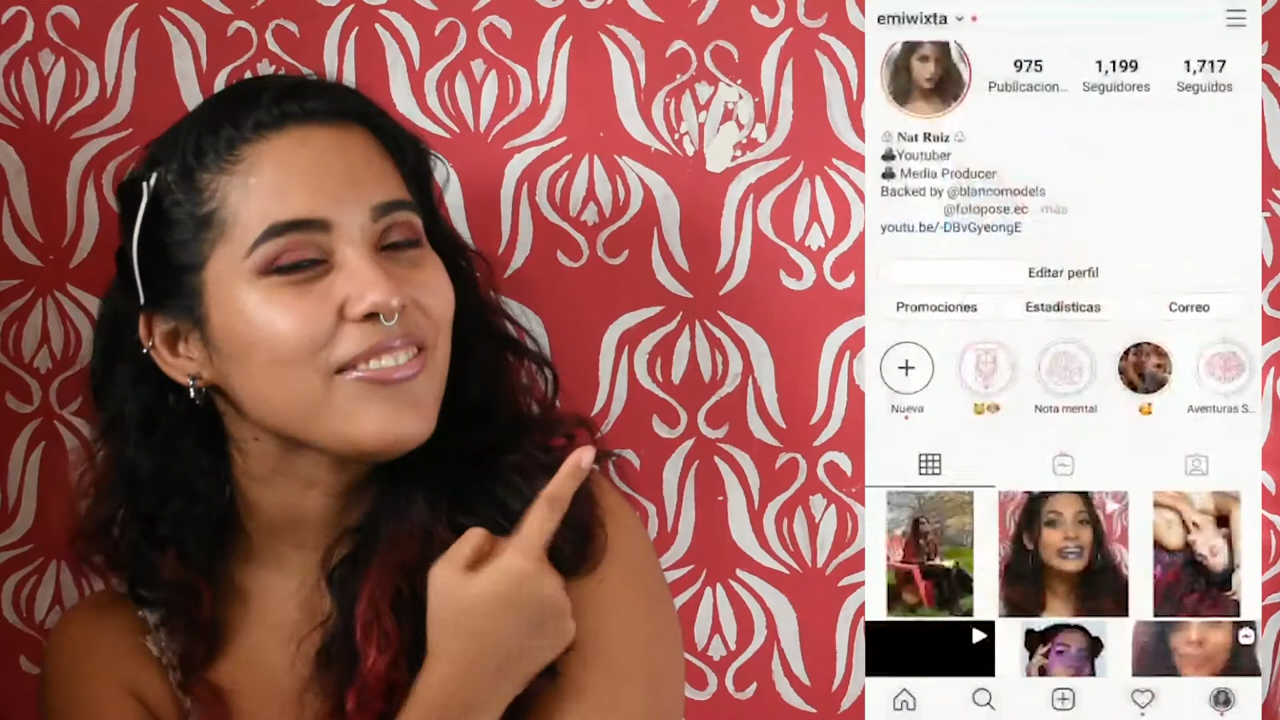 emiwixta
975 1,199 1,717
Publicacion... Seguidores Seguidos
Nat Ruiz
Youtuber
Media Producer
Backed by @blancomodels
@fotopose.ec más
youtu.be/-DBvGyeongE
Editar perfil
Promociones Estadísticas Correo
Nueva Nota mental Aventuras S...